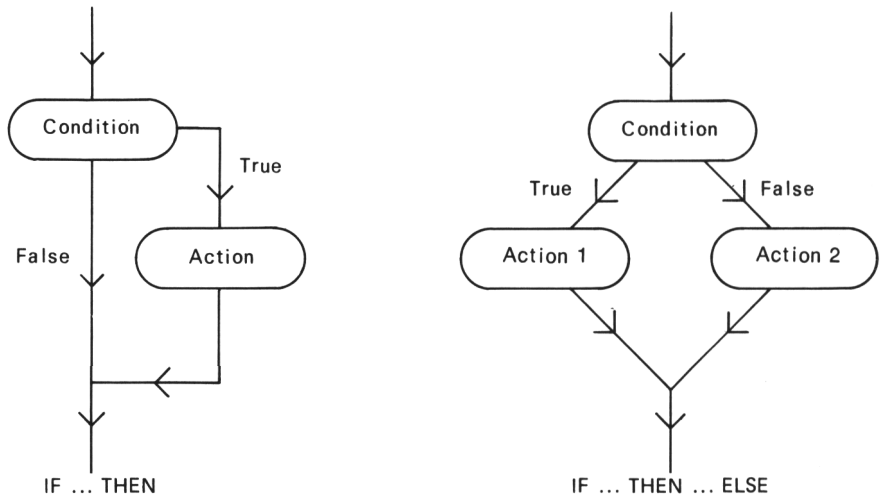 Condition
True
False
Action
IF ... THEN
Condition
True
False
Action 1
Action 2
IF ... THEN ... ELSE